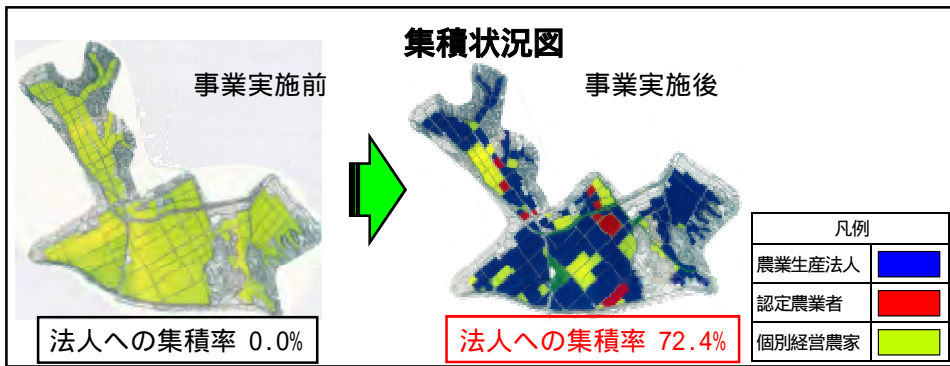 集積状況図
事業実施前
事業実施後
法人への集積率 0.0%
法人への集積率 72.4%
凡例
農業生産法人
認定農業者
個別経営農家